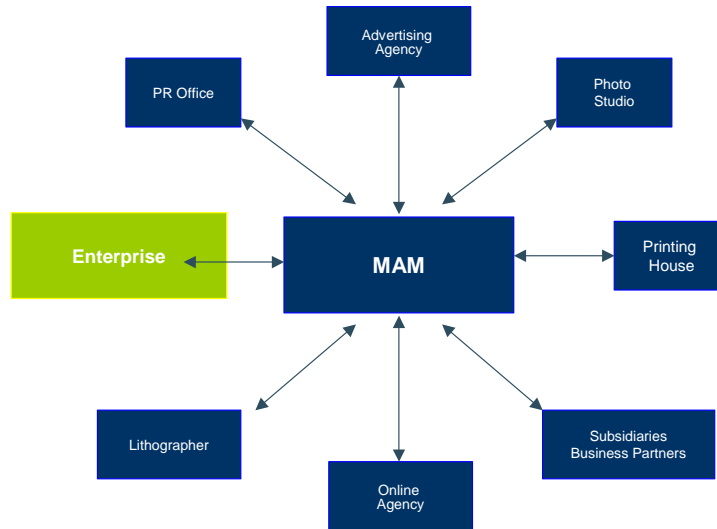 Advertising
Agency
PR Office
Photo
Studio
Enterprise
MAM
Printing
House
Lithographer
Subsidiaries
Business Partners
Online
Agency